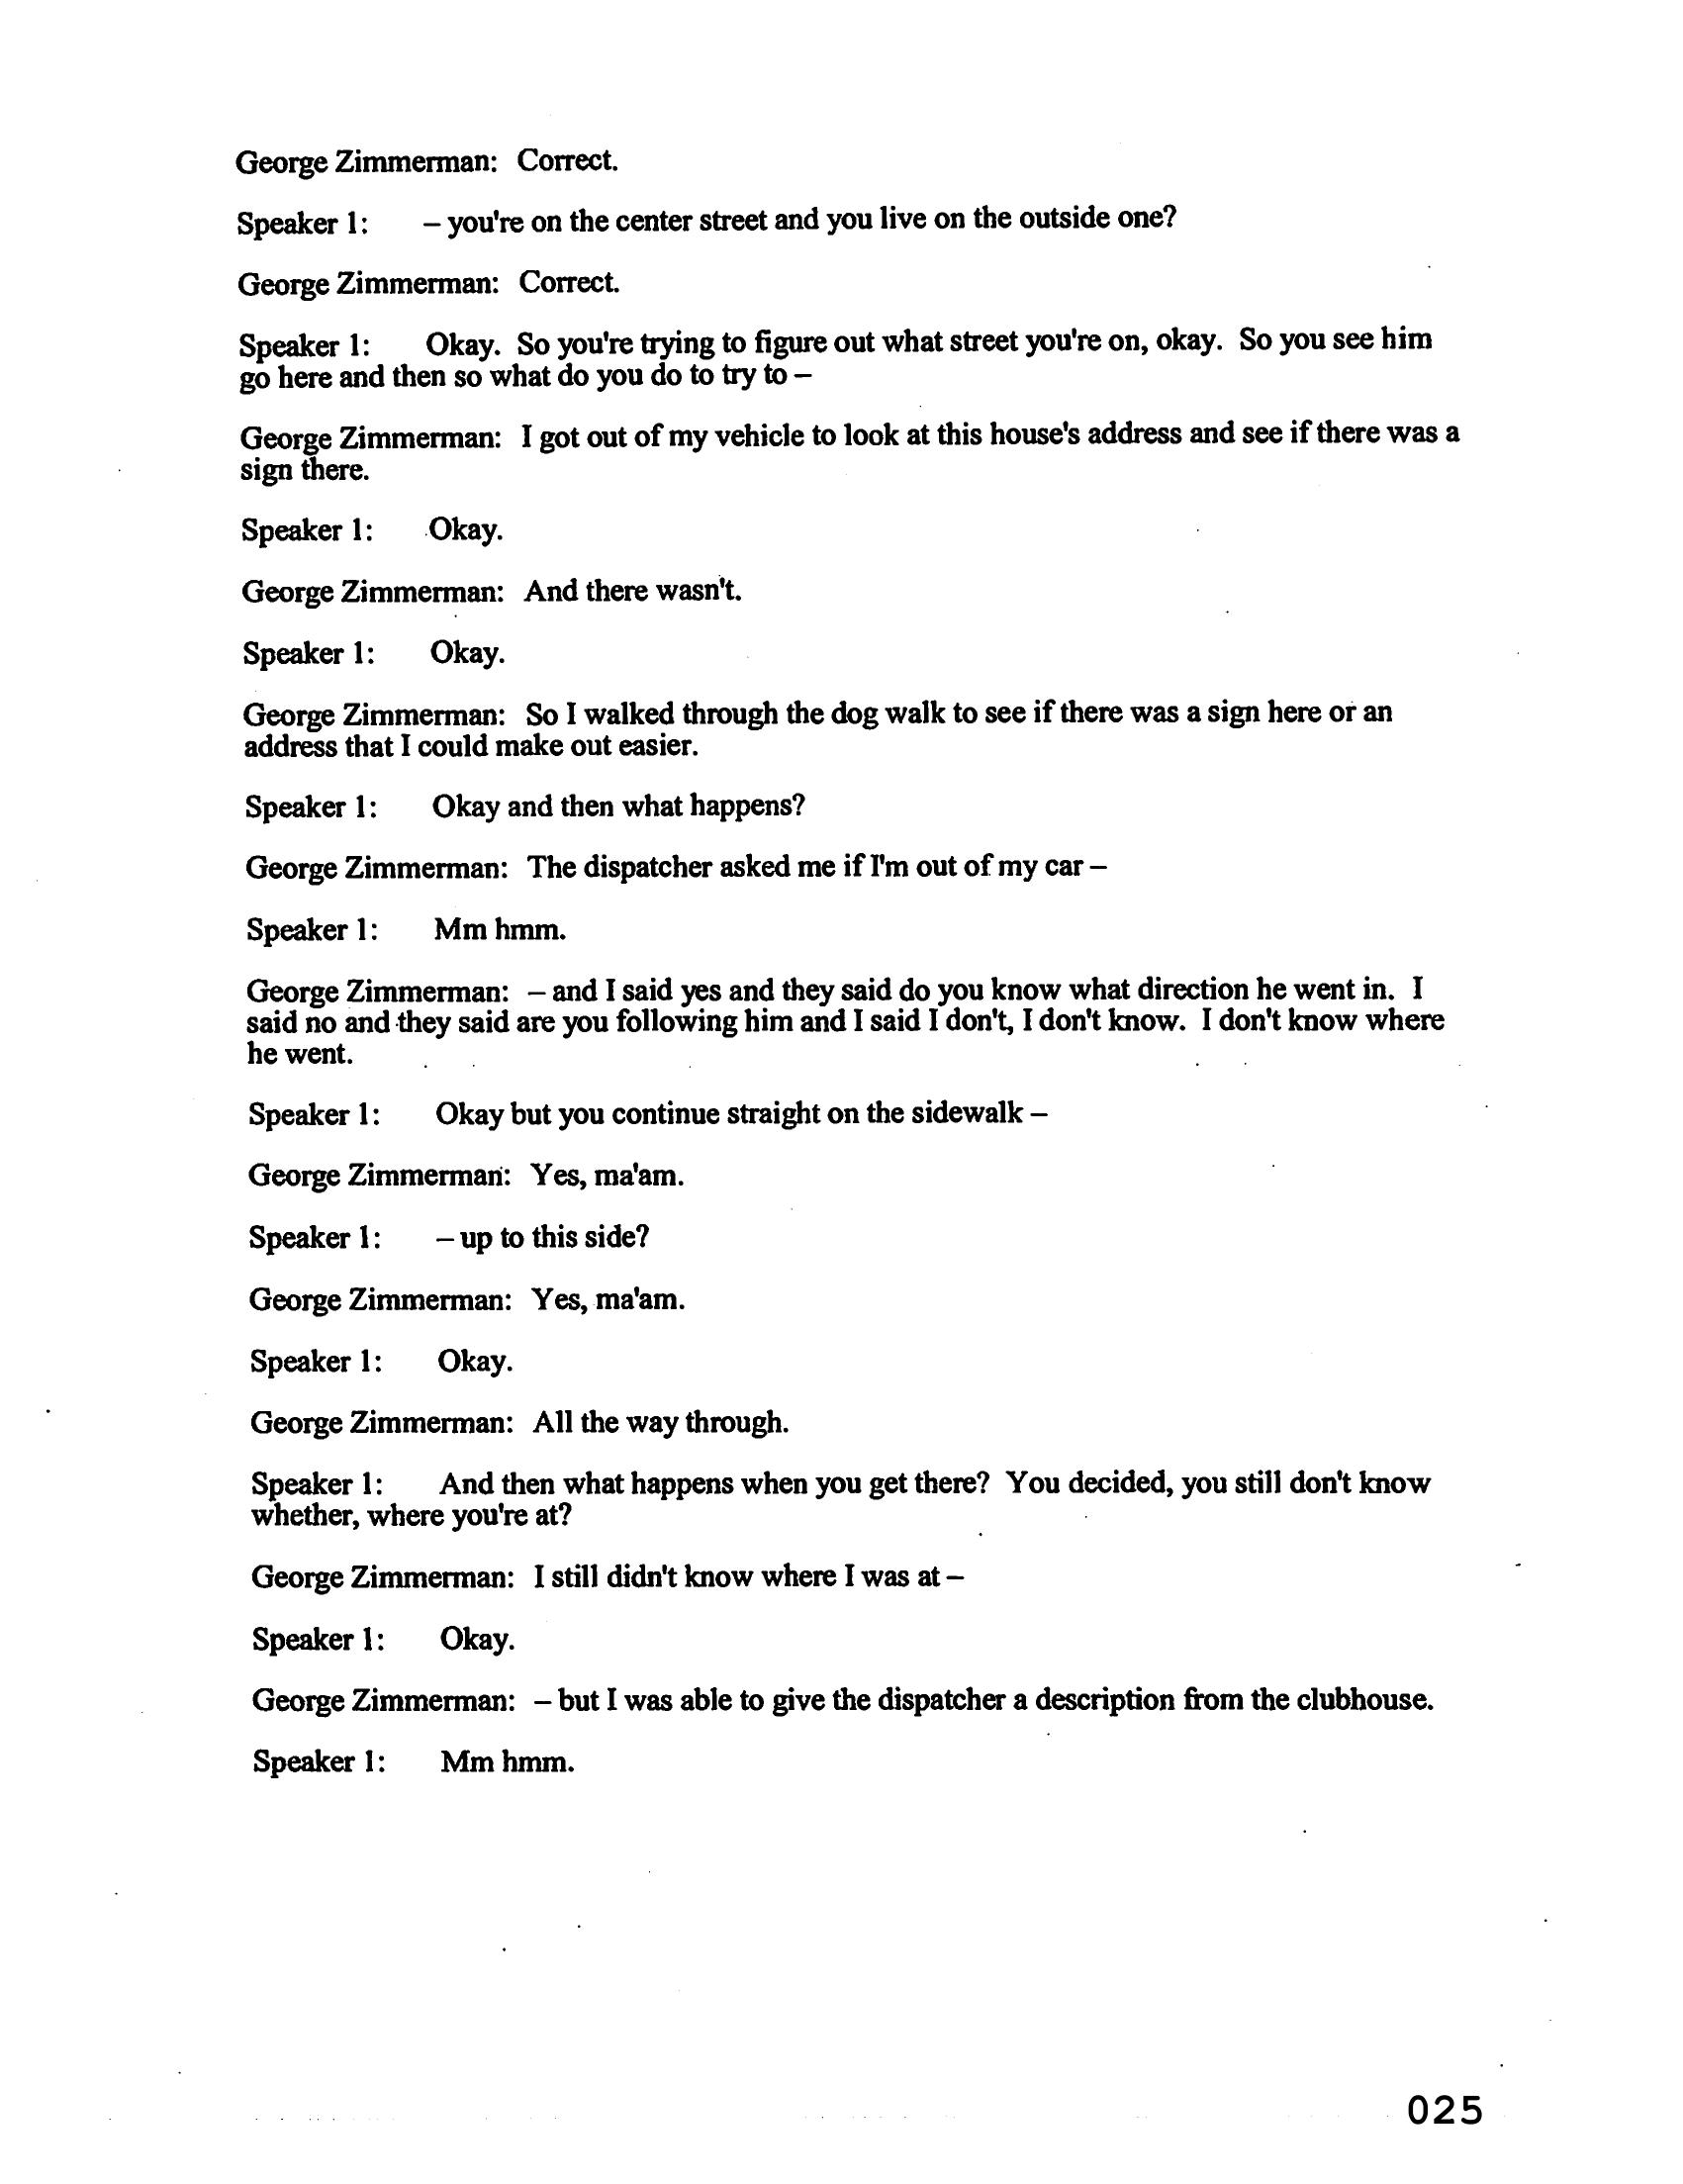 George Zimmerman: Correct.
Speaker 1: – you're on the center street and you live on the outside one?
George Zimmerman: Correct.
Speaker 1: Okay. So you're trying to figure out what street you're on, okay. So you see him
go here and then so what do you do to try to –
George Zimmerman: I got out of my vehicle to look at this house's address and see if there was a
sign there.
Speaker 1: Okay.
George Zimmerman: And there wasn't.
Speaker 1: Okay.
George Zimmerman: So I walked through the dog walk to see if there was a sign here or an
address that I could make out easier.
Speaker 1: Okay and then what happens?
George Zimmerman: The dispatcher asked me if I'm out of my car –
Speaker 1: Mm hmm.
George Zimmerman: – and I said yes and they said do you know what direction he went in. I
said no and they said are you following him and I said I don't, I don't know. I don't know where
he went.
Speaker 1: Okay but you continue straight on the sidewalk –
George Zimmerman: Yes, ma'am.
Speaker 1: – up to this side?
George Zimmerman: Yes, ma'am.
Speaker 1: Okay.
George Zimmerman: All the way through.
Speaker 1: And then what happens when you get there? You decided, you still don't know
whether, where you're at?
George Zimmerman: I still didn't know where I was at –
Speaker 1: Okay.
George Zimmerman: – but I was able to give the dispatcher a description from the clubhouse.
Speaker 1: Mm hmm.
025